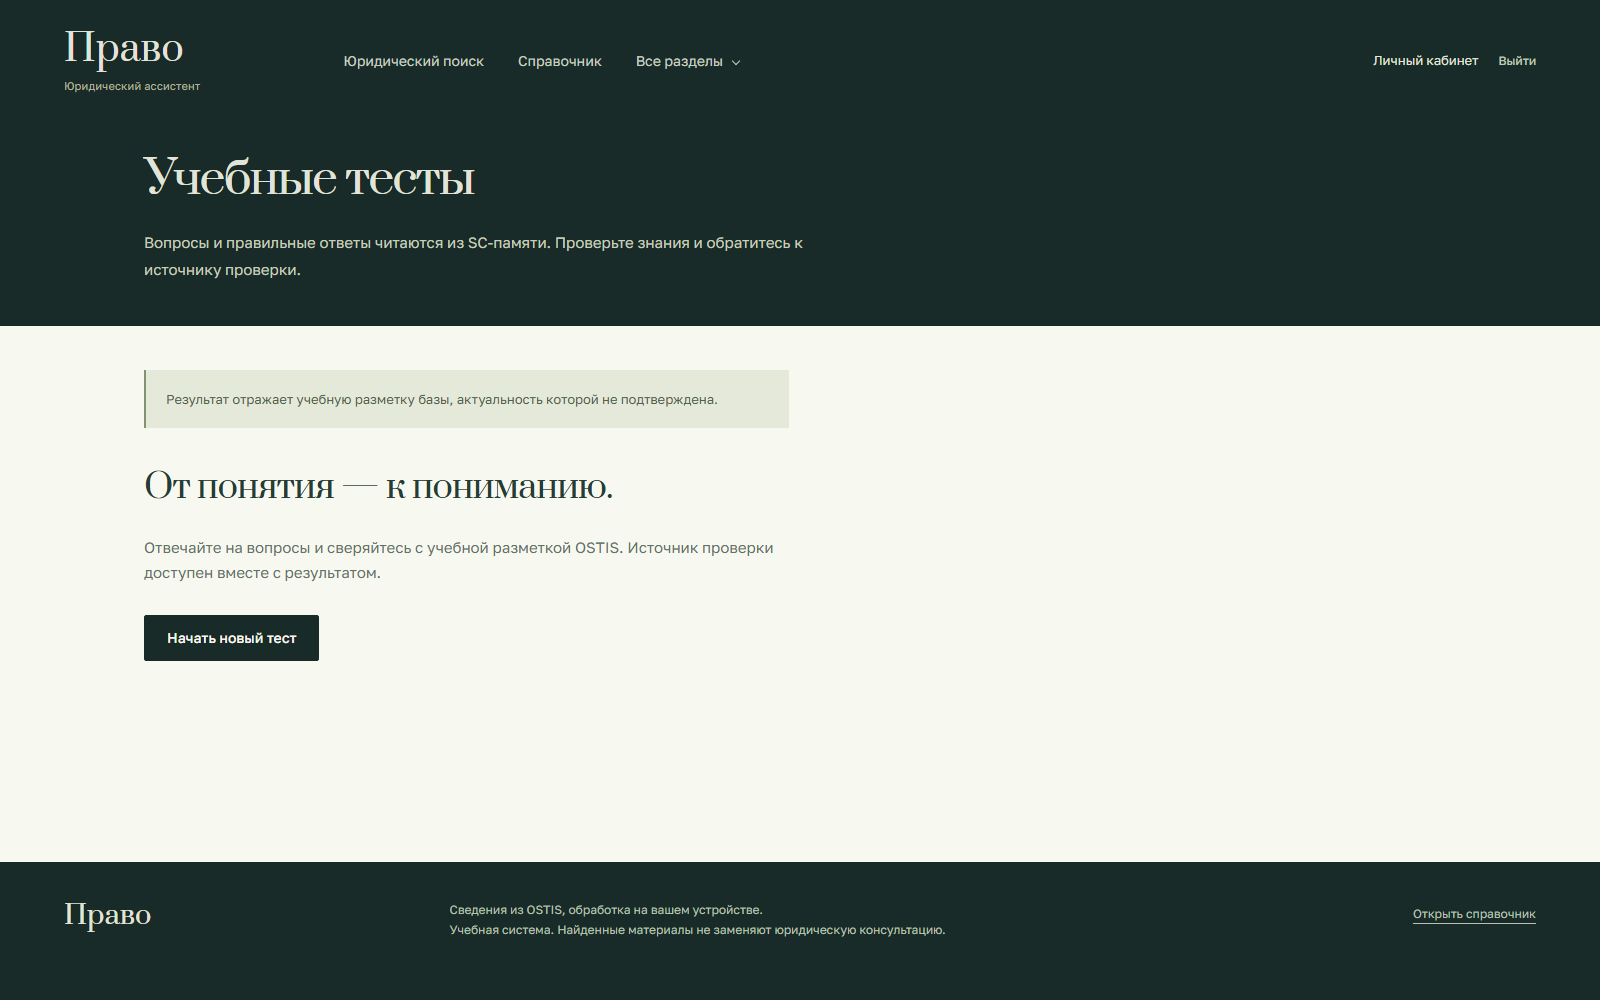 Право
Юридический ассистент
Юридический поиск
Справочник
Все разделы
Личный кабинет
Выйти
Учебные тесты
Вопросы и правильные ответы читаются из SC-памяти. Проверьте знания и обратитесь к
источнику проверки.
Результат отражает учебную разметку базы, актуальность которой не подтверждена.
От понятия — к пониманию.
Отвечайте на вопросы и сверяйтесь с учебной разметкой OSTIS. Источник проверки
доступен вместе с результатом.
Начать новый тест
Право
Сведения из OSTIS, обработка на вашем устройстве.
Учебная система. Найденные материалы не заменяют юридическую консультацию.
Открыть справочник